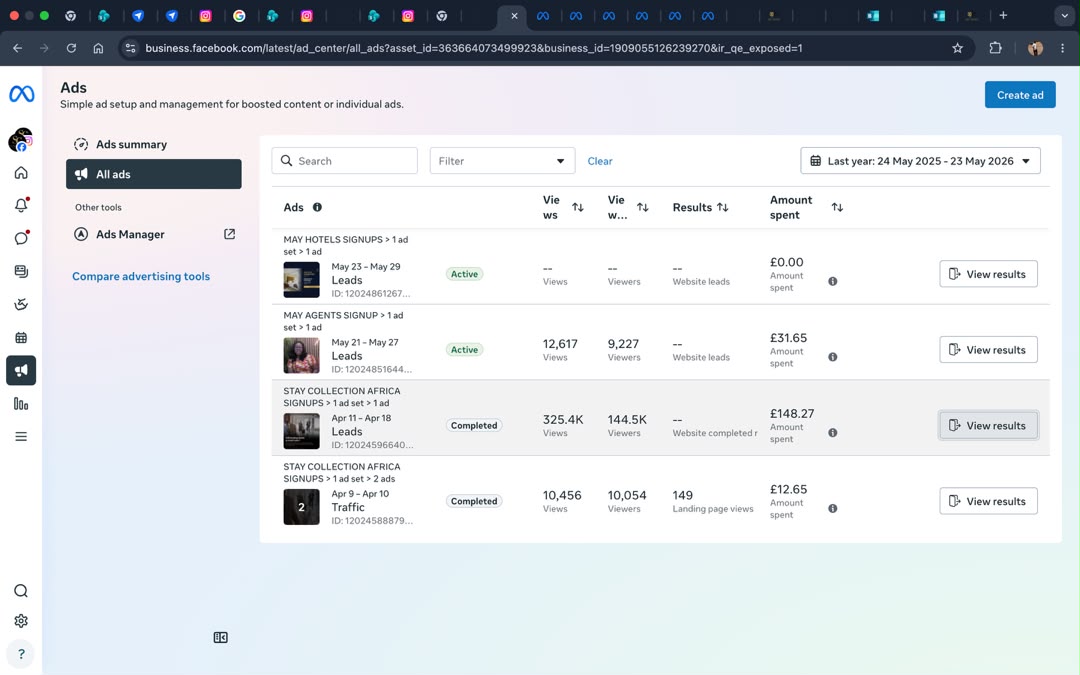 business.facebook.com/latest/ad_center/all_ads?asset_id=363664073499923&business_id=1909055126239270&ir_qe_exposed=1
Ads
Simple ad setup and management for boosted content or individual ads.
Create ad
Ads summary
All ads
Other tools
Ads Manager
Compare advertising tools
Search
Filter
Clear
Last year: 24 May 2025 - 23 May 2026
Ads
Vie
ws
Vie
w...
Results
Amount
spent
MAY HOTELS SIGNUPS > 1 ad
set > 1 ad
May 23 – May 29
Leads
ID: 12024861267...
Active
--
Views
--
Viewers
--
Website leads
£0.00
Amount
spent
View results
MAY AGENTS SIGNUP > 1 ad
set > 1 ad
May 21 – May 27
Leads
ID: 12024851644...
Active
12,617
Views
9,227
Viewers
--
Website leads
£31.65
Amount
spent
View results
STAY COLLECTION AFRICA
SIGNUPS > 1 ad set > 1 ad
Apr 11 – Apr 18
Leads
ID: 12024596640...
Completed
325.4K
Views
144.5K
Viewers
--
Website completed r
£148.27
Amount
spent
View results
STAY COLLECTION AFRICA
SIGNUPS > 1 ad set > 2 ads
2
Apr 9 – Apr 10
Traffic
ID: 12024588879...
Completed
10,456
Views
10,054
Viewers
149
Landing page views
£12.65
Amount
spent
View results
?